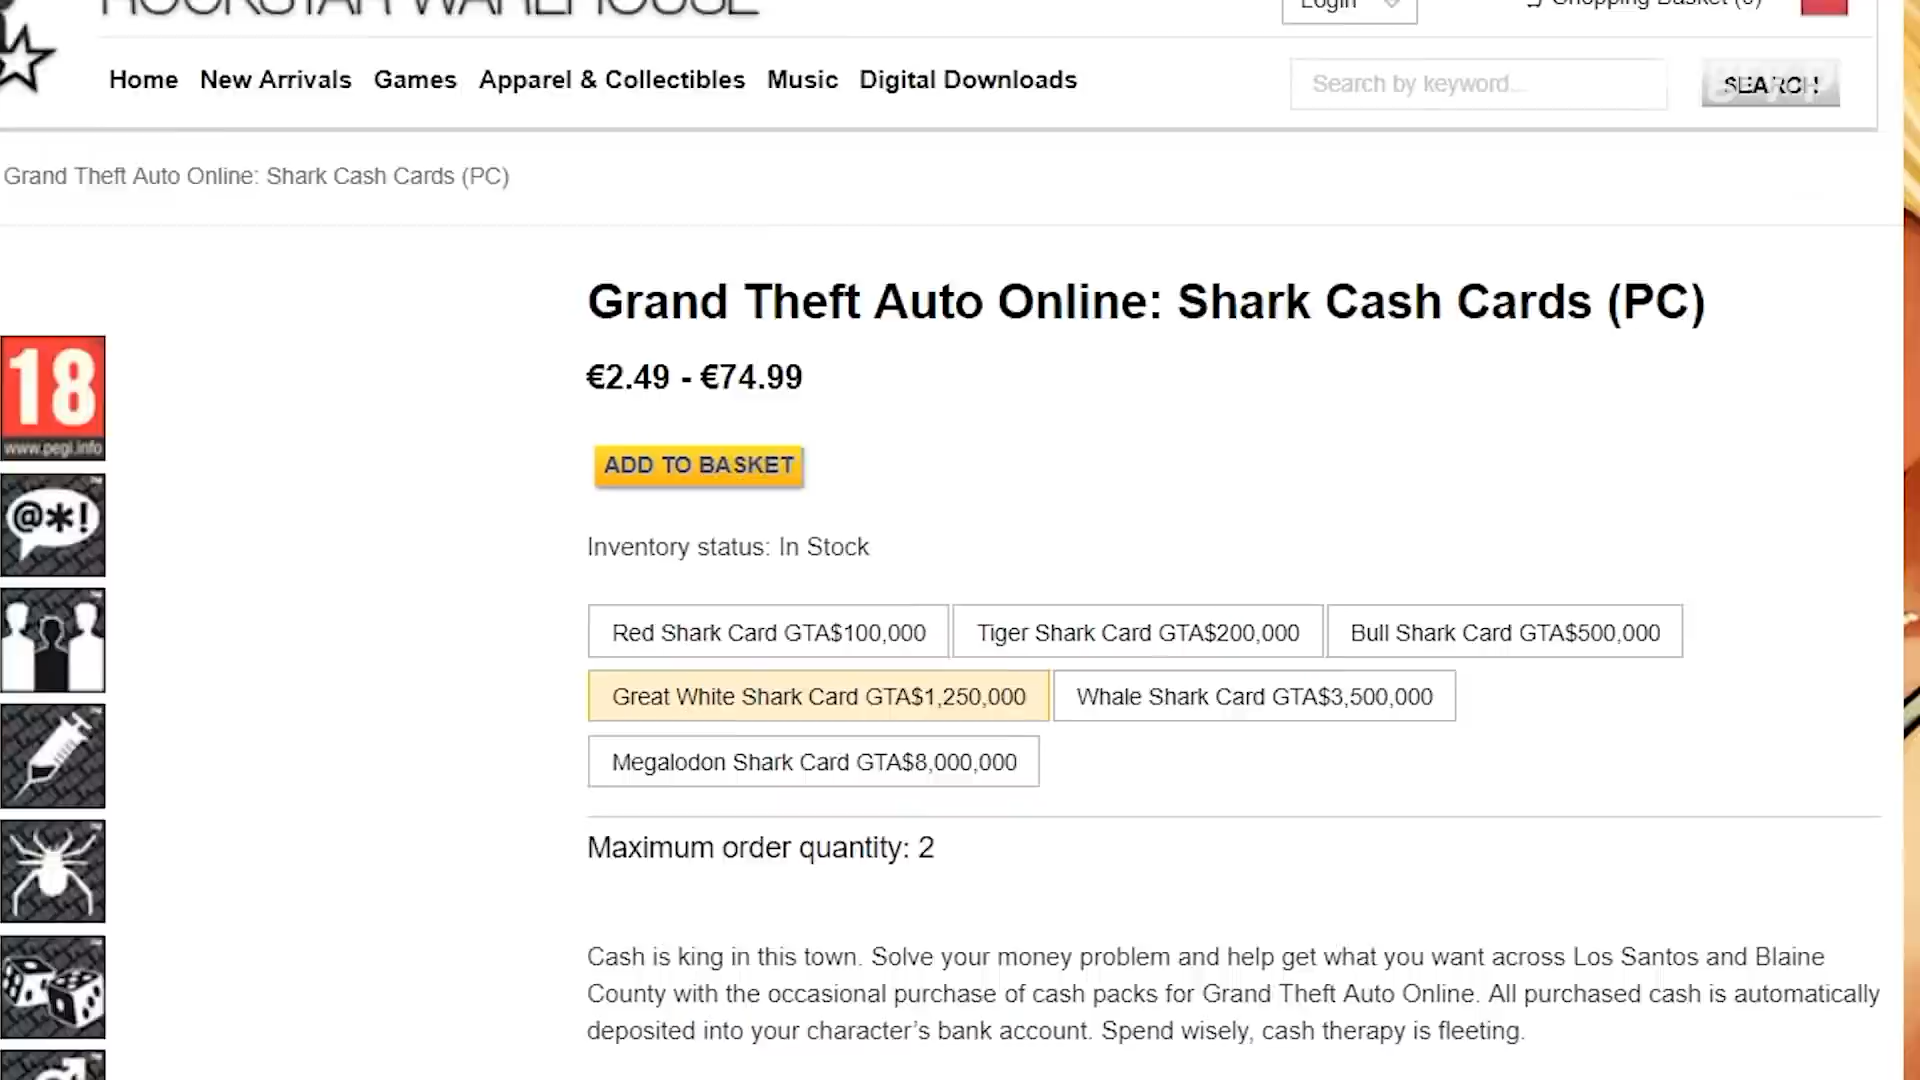 ROCKSTAR WAREHOUSE
Login
Shopping Basket (0)
Home New Arrivals Games Apparel & Collectibles Music Digital Downloads
Search by keyword...
SEARCH
Grand Theft Auto Online: Shark Cash Cards (PC)
Grand Theft Auto Online: Shark Cash Cards (PC)
€2.49 - €74.99
ADD TO BASKET
Inventory status: In Stock
Red Shark Card GTA$100,000
Tiger Shark Card GTA$200,000
Bull Shark Card GTA$500,000
Great White Shark Card GTA$1,250,000
Whale Shark Card GTA$3,500,000
Megalodon Shark Card GTA$8,000,000
Maximum order quantity: 2
Cash is king in this town. Solve your money problem and help get what you want across Los Santos and Blaine
County with the occasional purchase of cash packs for Grand Theft Auto Online. All purchased cash is automatically
deposited into your character’s bank account. Spend wisely, cash therapy is fleeting.
18
www.pegi.info
@*!